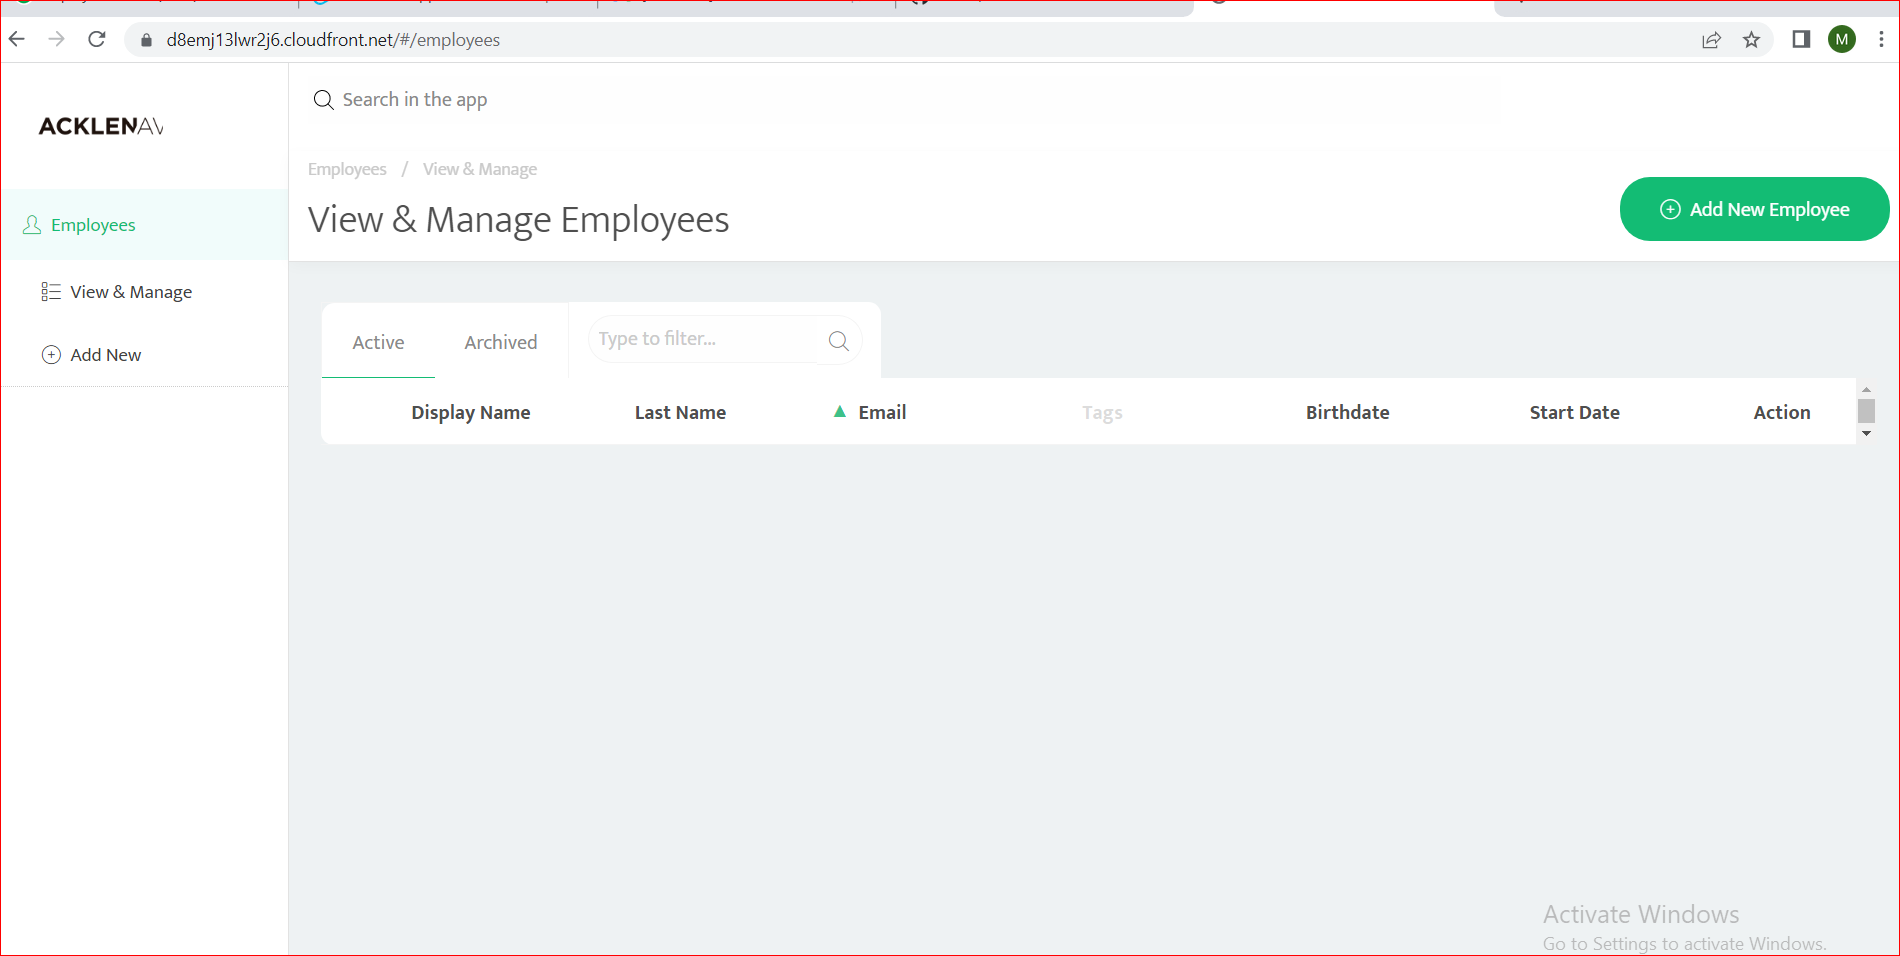 d8emj13lwr2j6.cloudfront.net/#/employees
M
Search in the app
ACKLENAV
Employees / View & Manage
View & Manage Employees
Add New Employee
Employees
View & Manage
Add New
Active Archived Type to filter...
Display Name Last Name Email Tags Birthdate Start Date Action
Activate Windows
Go to Settings to activate Windows.